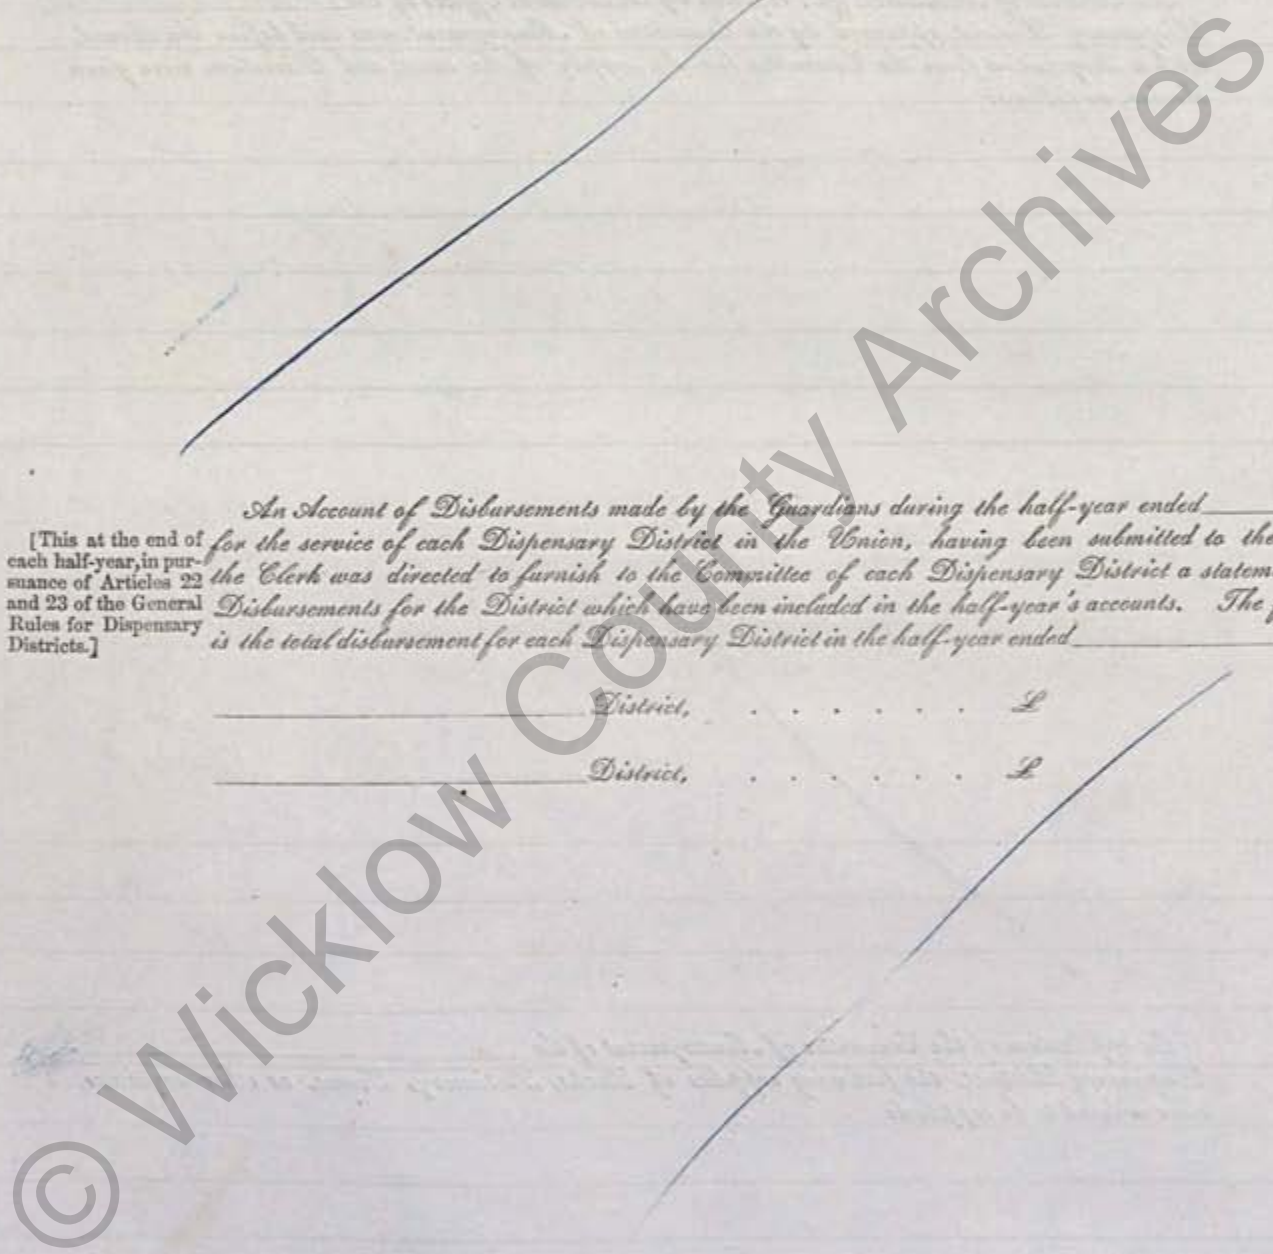 An Account of Disbursements made by the Guardians during the half-year ended
for the service of each Dispensary District in the Union, having been submitted to the
the Clerk was directed to furnish to the Committee of each Dispensary District a statem
Disbursements for the District which have been included in the half-year's accounts. The
is the total disbursement for each Dispensary District in the half-year ended
[This at the end of
each half-year, in pur-
suance of Articles 22
and 23 of the General
Rules for Dispensary
Districts.]
District, . . . . . . £
District, . . . . . . £
© Wicklow County Archives